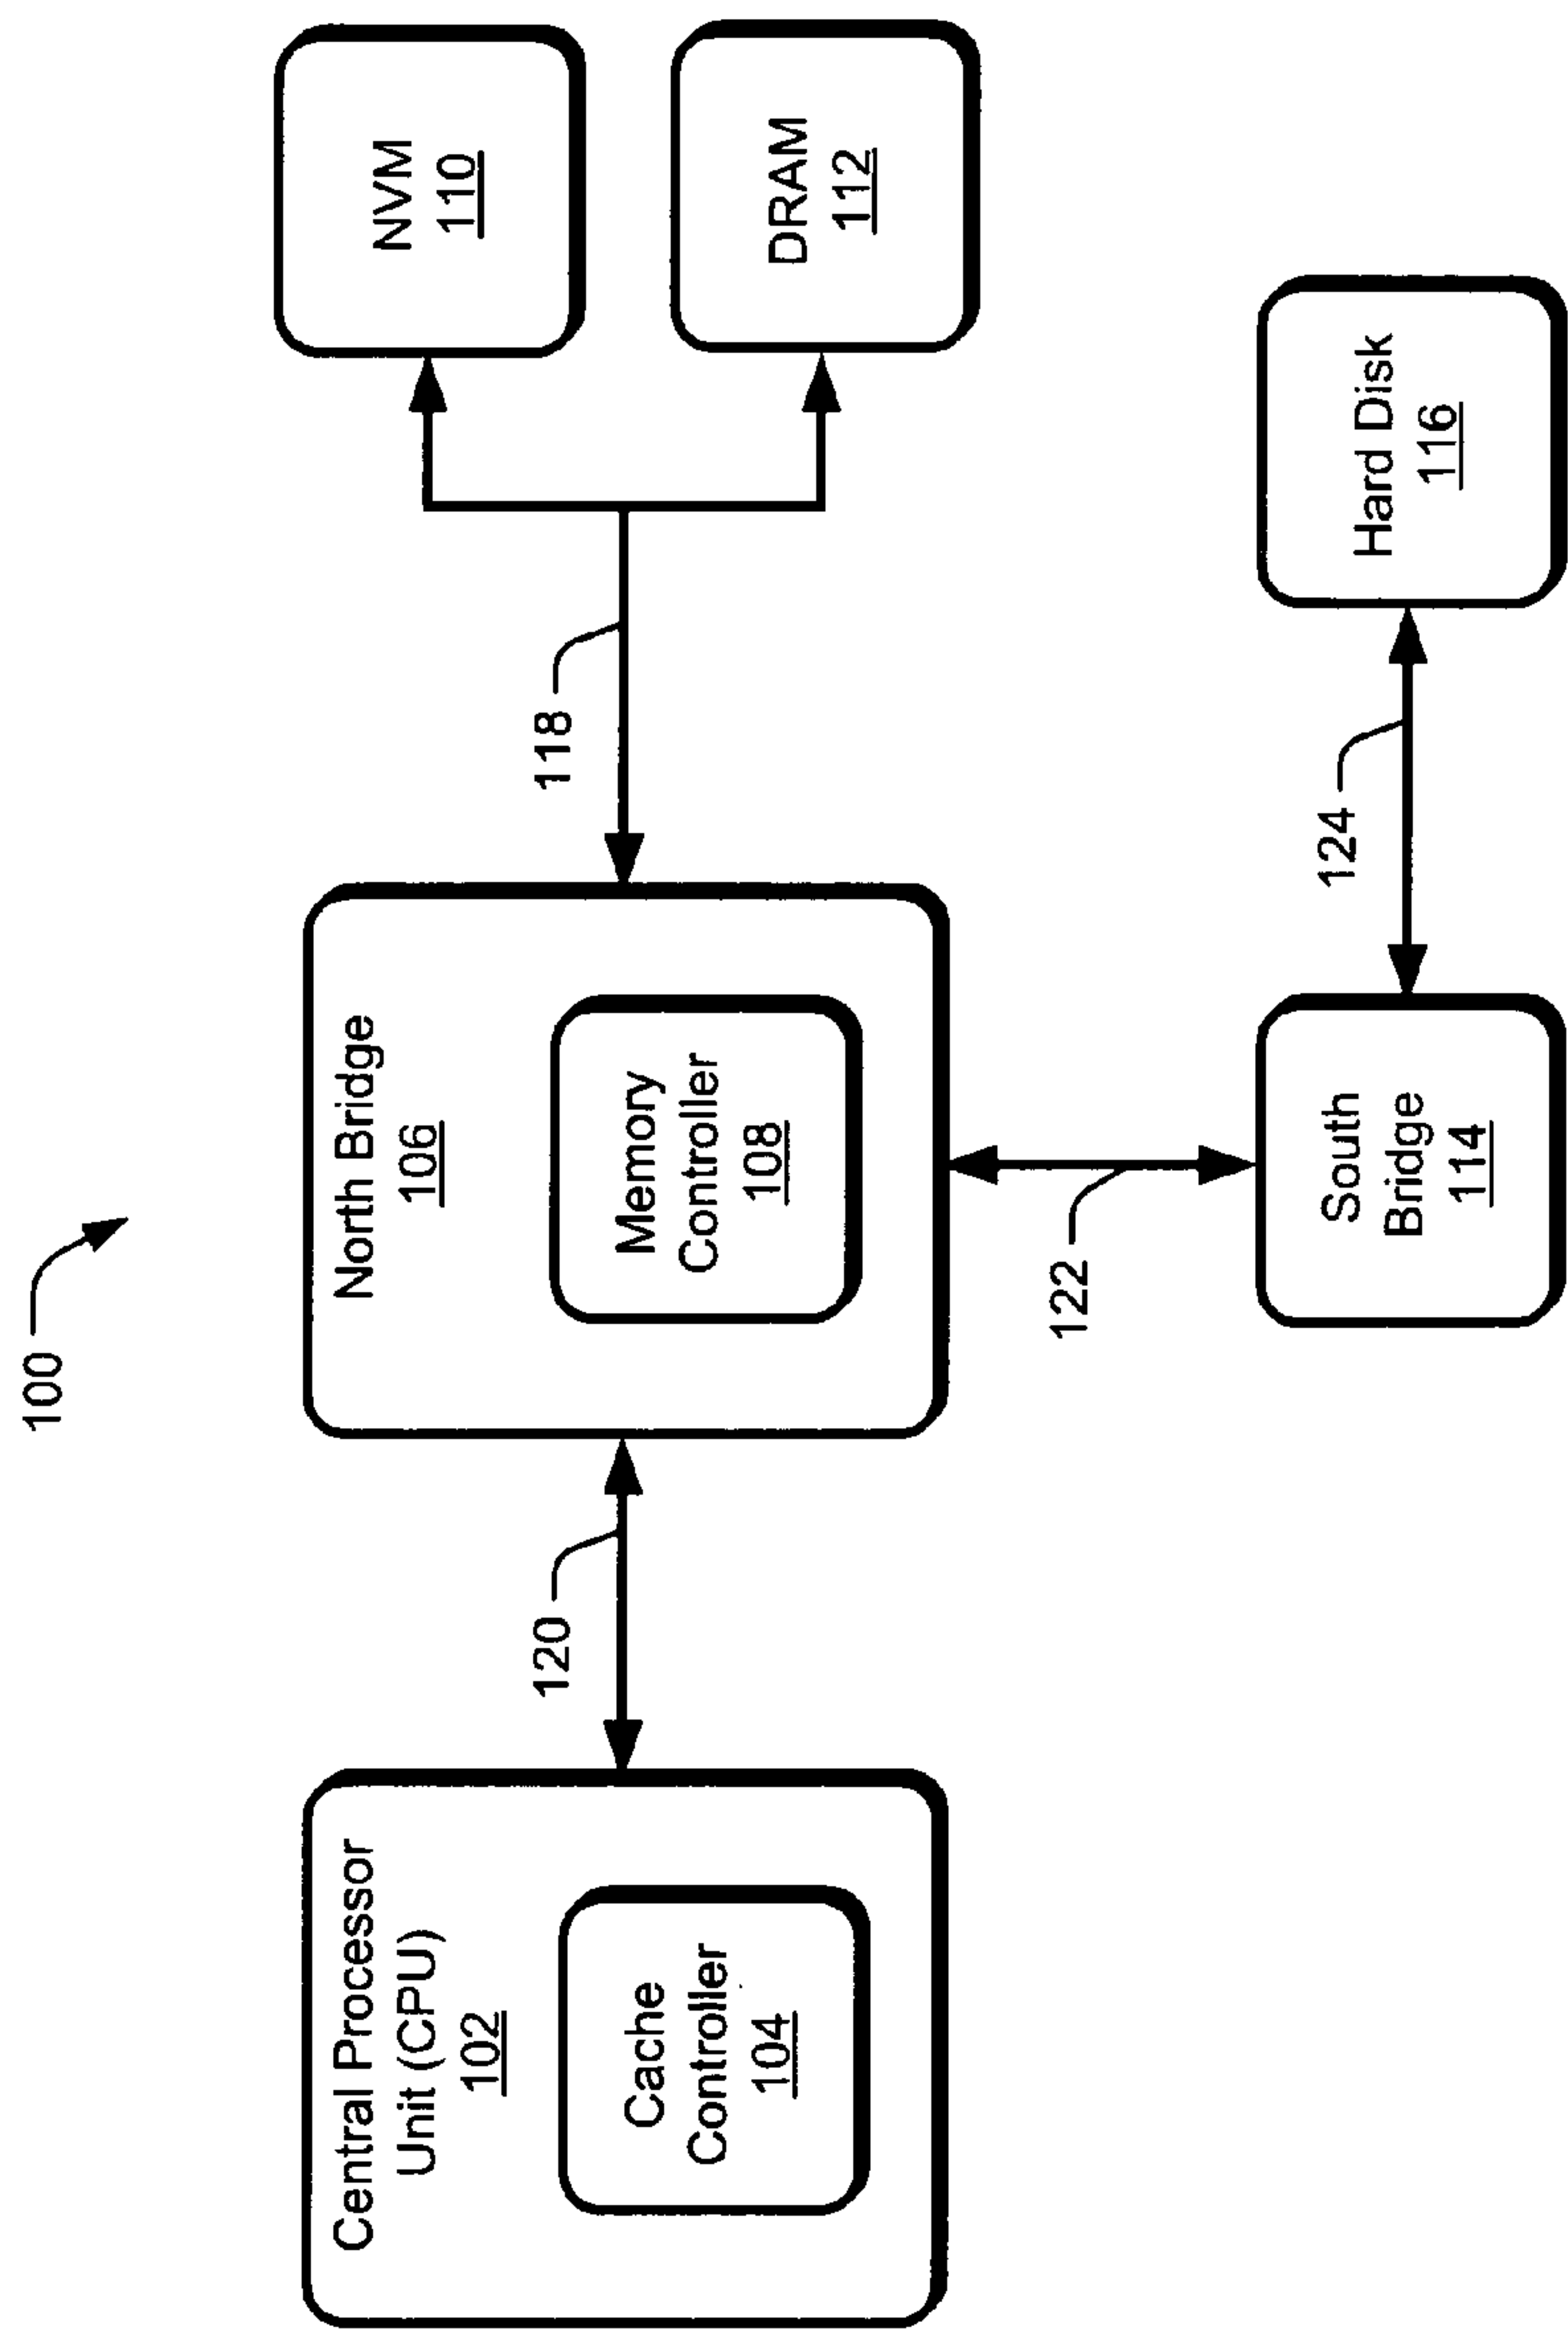 100
Central Processor
Unit (CPU)
102
Cache
Controller
104
120
North Bridge
106
Memory
Controller
108
118
NVM
110
DRAM
112
122
South
Bridge
114
124
Hard Disk
116